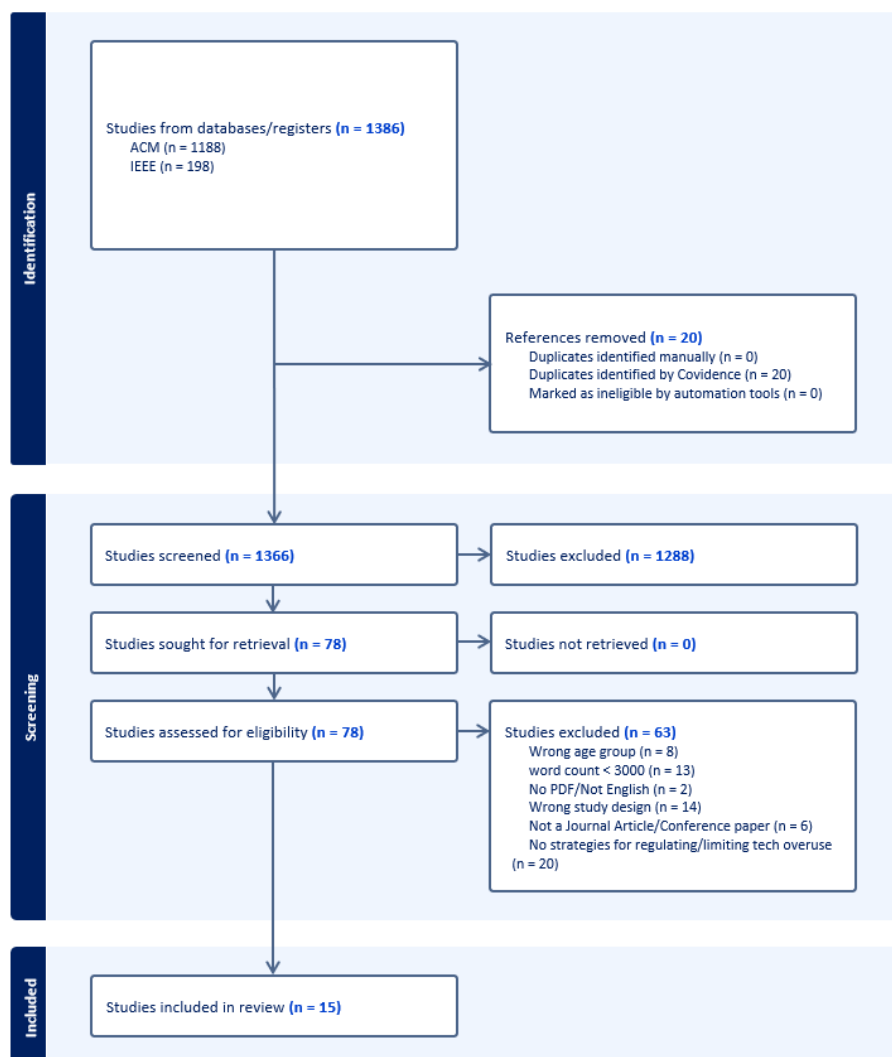 Identification
Studies from databases/registers (n = 1386)
ACM (n = 1188)
IEEE (n = 198)
References removed (n = 20)
Duplicates identified manually (n = 0)
Duplicates identified by Covidence (n = 20)
Marked as ineligible by automation tools (n = 0)
Screening
Studies screened (n = 1366)
Studies excluded (n = 1288)
Studies sought for retrieval (n = 78)
Studies not retrieved (n = 0)
Studies assessed for eligibility (n = 78)
Studies excluded (n = 63)
Wrong age group (n = 8)
word count < 3000 (n = 13)
No PDF/Not English (n = 2)
Wrong study design (n = 14)
Not a Journal Article/Conference paper (n = 6)
No strategies for regulating/limiting tech overuse
(n = 20)
Included
Studies included in review (n = 15)